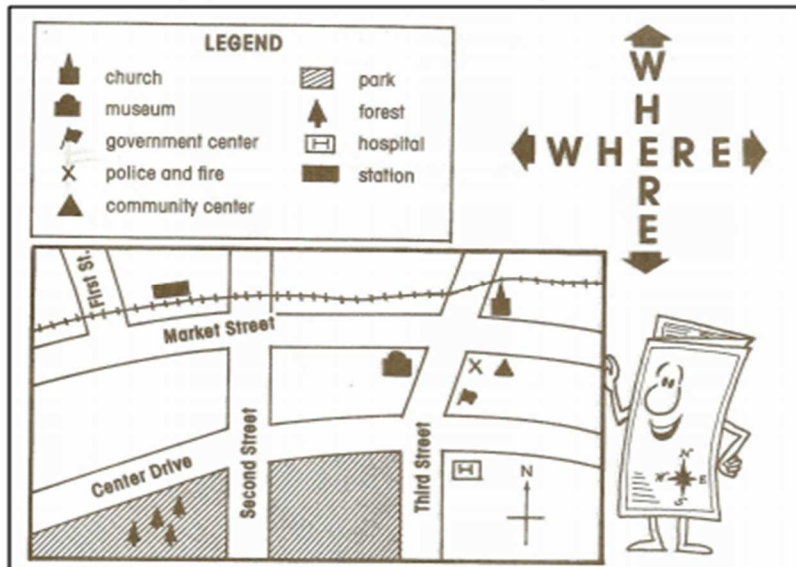 LEGEND
church
museum
government center
police and fire
community center
park
forest
H hospital
station
WHERE
WHERE
First St.
Market Street
Center Drive
Second Street
Third Street
H
N
N
W E
S